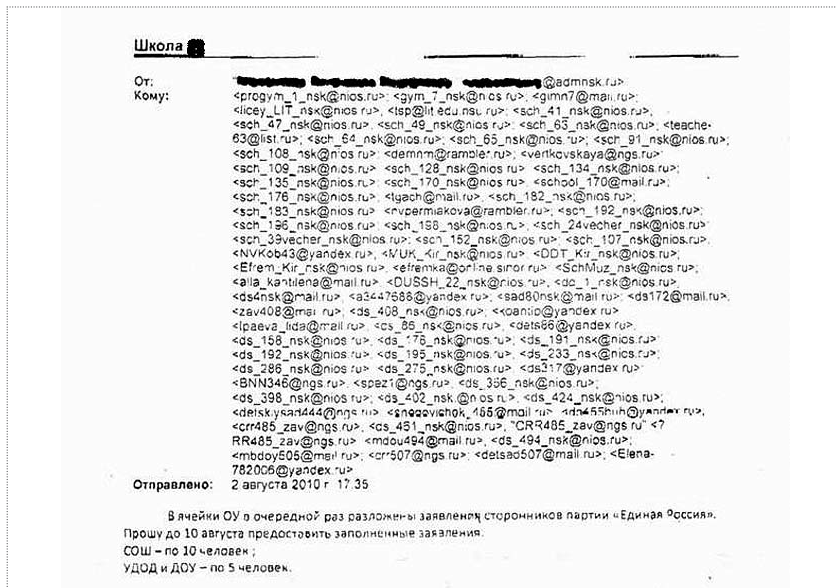 Школа
От: @admnsk.ru>
Кому: <progym_1_nsk@nios.ru>; <gym_7_nsk@nios.ru>; <gimn7@mail.ru>;
<licey_LIT_nsk@nios.ru>, <tsp@lit.edu.nsk.ru>; <sch_41_nsk@nios.ru>;
<sch_47_nsk@nios.ru>, <sch_49_nsk@nios.ru>; <sch_63_nsk@nios.ru>; <teache-
63@list.ru>; <sch_64_nsk@nios.ru>; <sch_65_nsk@nios.ru>; <sch_91_nsk@nios.ru>;
<sch_108_nsk@nios.ru>; <demnm@rambler.ru>; <vertkovskaya@ngs.ru>
<sch_109_nsk@nios.ru>; <sch_128_nsk@nios.ru> <sch_134_nsk@nios.ru>;
<sch_135_nsk@nios.ru>; <sch_170_nsk@nios.ru>, <school_170@mail.ru>;
<sch_176_nsk@nios.ru>, <tgach@mail.ru>, <sch_182_nsk@nios.ru>,
<sch_183_nsk@nios.ru> <nvpermiakova@rambler.ru>; <sch_192_nsk@nios.ru>;
<sch_196_nsk@nios.ru>, <sch_198_nsk@nios.ru>, <sch_24vecher_nsk@nios.ru>,
<sch_39vecher_nsk@nios.ru>; <sch_152_nsk@nios.ru>; <sch_107_nsk@nios.ru>,
<NVKob43@yandex.ru>, <MUK_Kir_nsk@nios.ru> <DDT_Kir_nsk@nios.ru>;
<Efrem_Kir_nsk@nios.ru>, <efremka@online.sinor.ru> <SchMuz_nsk@nios.ru>;
<alla_kantilena@mail.ru>, <DUSSH_22_nsk@nios.ru>,
<ds4nsk@mail.ru>, <a3447688@yandex.ru>; <sad80nsk@mail.ru>; <ds172@mail.ru>;
<zav408@mail.ru>, <ds_408_nsk@nios.ru>,
<lpaeva_lida@mail.ru>, <ds_86_nsk@nios.ru>, <dets86@yandex.ru>,
<ds_158_nsk@nios.ru>, <ds_176_nsk@nios.ru>, <ds_191_nsk@nios.ru>
<ds_192_nsk@nios.ru>, <ds_195_nsk@nios.ru>, <ds_233_nsk@nios.ru>;
<ds_286_nsk@nios.ru> <ds_275_nsk@nios.ru>, <ds317@yandex.ru>
<BNN346@ngs.ru>, <spez1@ngs.ru>, <ds_366_nsk@nios.ru>;
<ds_398_nsk@nios.ru>; <ds_402_nsk@nios.ru>, <ds_424_nsk@nios.ru>;
<detsk.ysad444@ngs.ru>
<crr485_zav@ngs.ru>, <ds_451_nsk@nios.ru>, "CRR485_zav@ngs.ru" <?
RR485_zav@ngs.ru> <mdou494@mail.ru>, <ds_494_nsk@nios.ru>;
<mbdoy505@mail.ru>; <crr507@ngs.ru>; <detsad507@mail.ru>; <Elena-
782006@yandex.ru>
Отправлено: 2 августа 2010 г 17.35
В ячейки ОУ в очередной раз разложены заявления сторонников партии «Единая Россия».
Прошу до 10 августа предоставить заполненные заявления.
СОШ – по 10 человек ;
УДОД и ДОУ – по 5 человек.